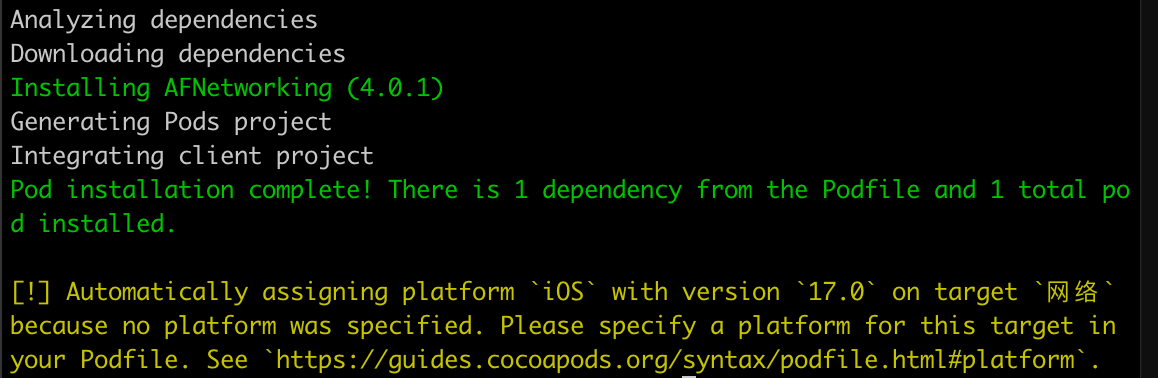 Analyzing dependencies
Downloading dependencies
Installing AFNetworking (4.0.1)
Generating Pods project
Integrating client project
Pod installation complete! There is 1 dependency from the Podfile and 1 total po
d installed.
[!] Automatically assigning platform `iOS` with version `17.0` on target `网络`
because no platform was specified. Please specify a platform for this target in
your Podfile. See `https://guides.cocoapods.org/syntax/podfile.html#platform`.